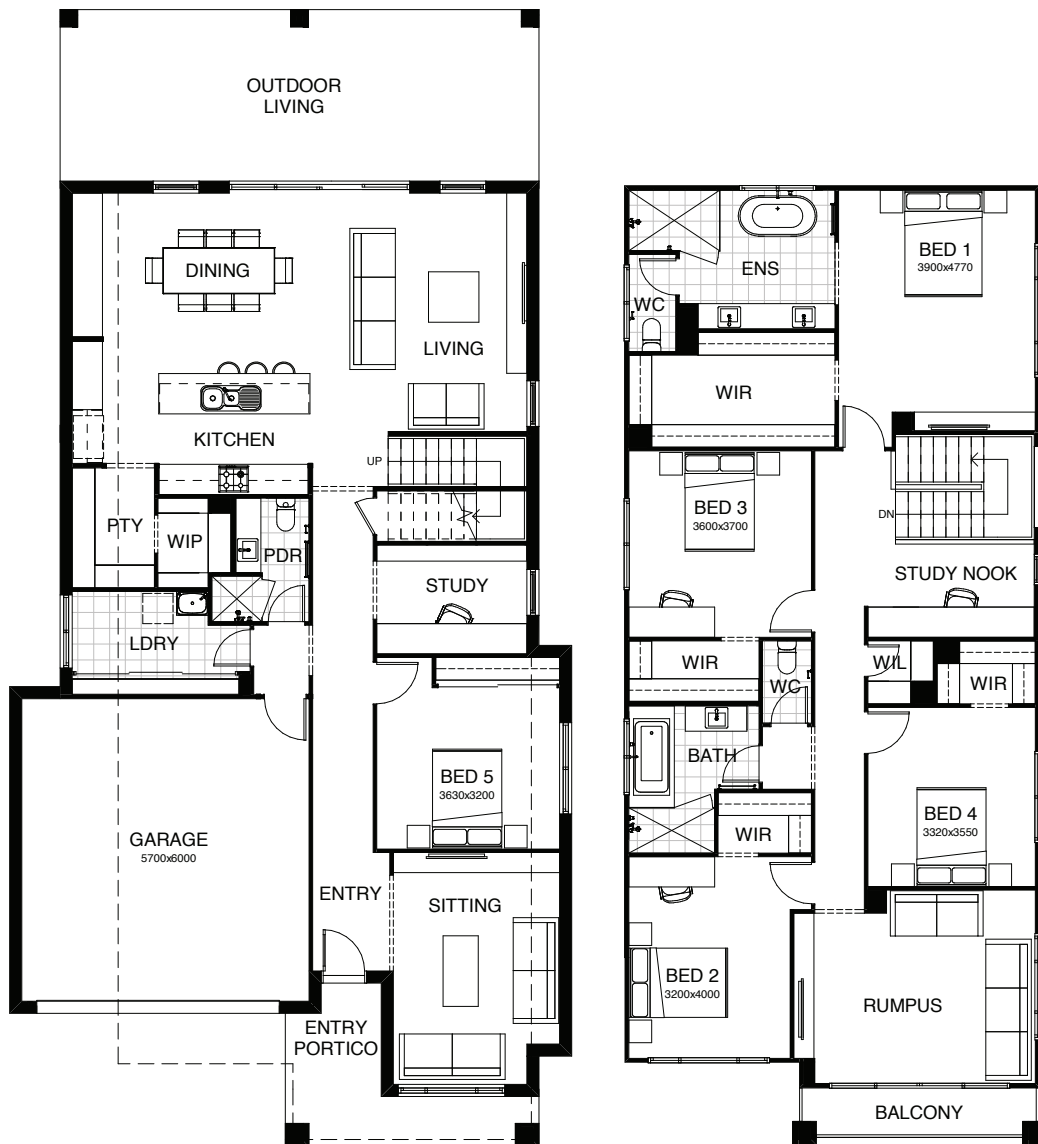 OUTDOOR
LIVING
DINING
LIVING
KITCHEN
UP
PTY
WIP
PDR
STUDY
LDRY
BED 5
3630x3200
GARAGE
5700x6000
ENTRY
SITTING
ENTRY
PORTICO
BED 1
3900x4770
ENS
WC
WIR
BED 3
3600x3700
DN
STUDY NOOK
WIR
WC
WIL
WIR
BATH
BED 4
3320x3550
WIR
BED 2
3200x4000
RUMPUS
BALCONY